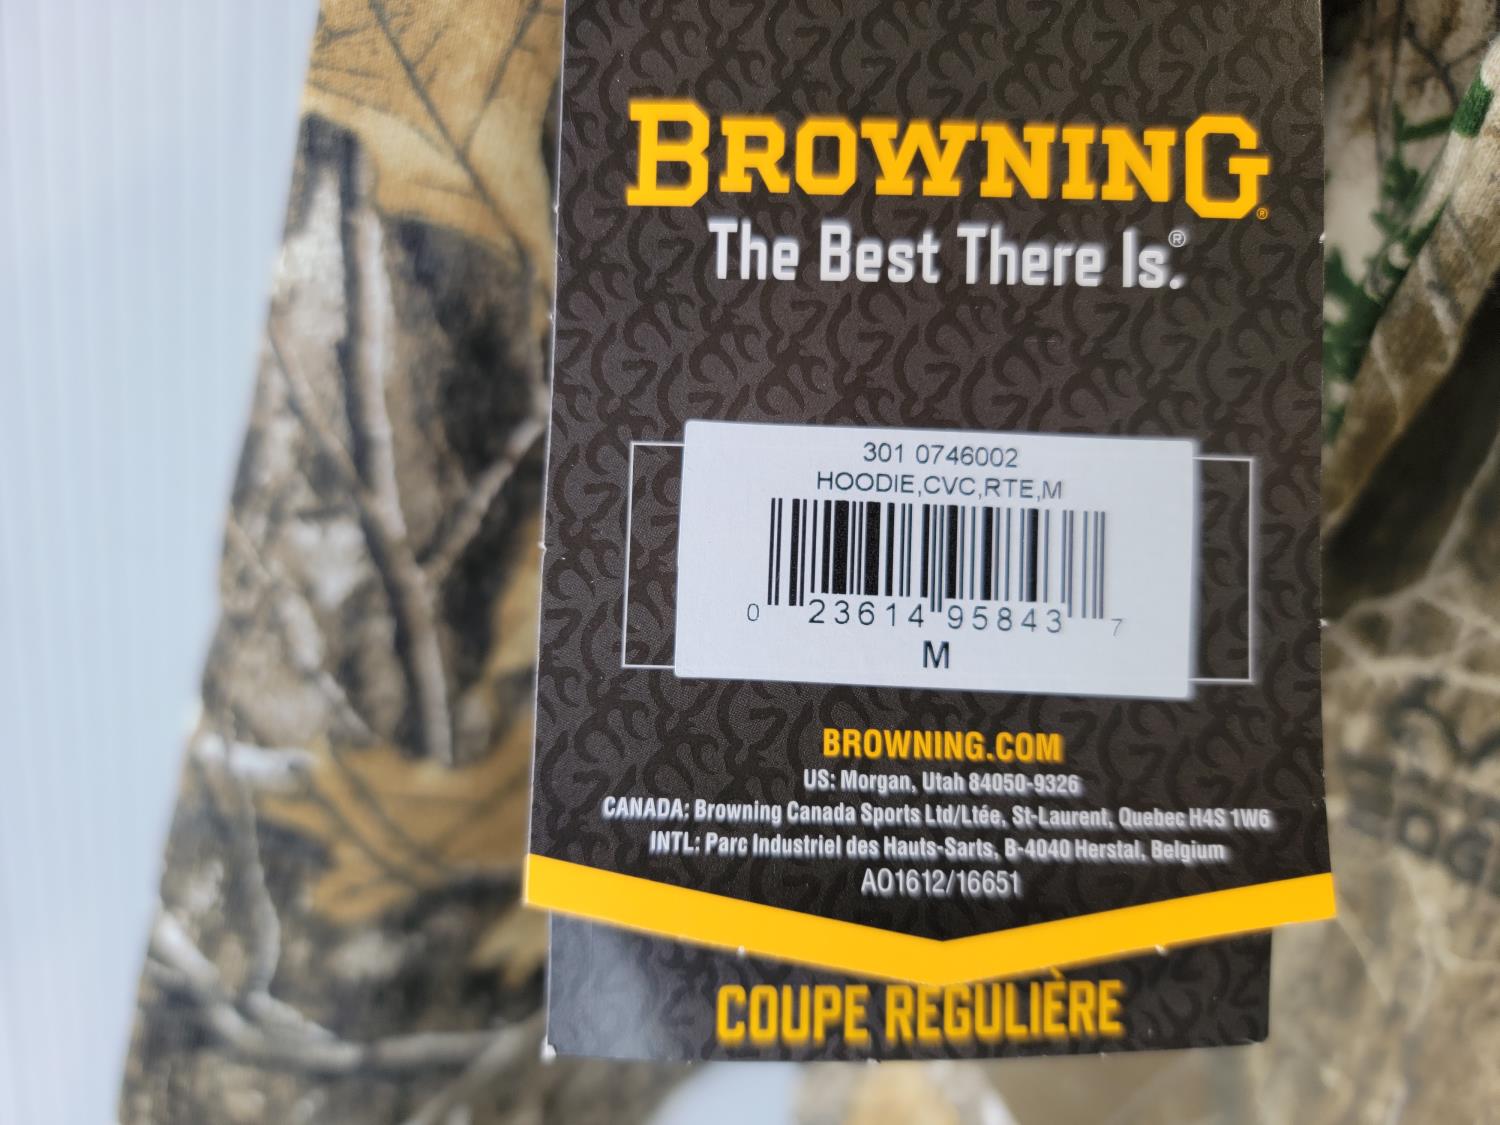 BROWNING®
The Best There Is.®
301 0746002
HOODIE,CVC,RTE,M
0 23614 95843 7
M
BROWNING.COM
US: Morgan, Utah 84050-9326
CANADA: Browning Canada Sports Ltd/Ltée, St-Laurent, Quebec H4S 1W6
INTL: Parc Industriel des Hauts-Sarts, B-4040 Herstal, Belgium
AO1612/16651
COUPE RÉGULIÈRE